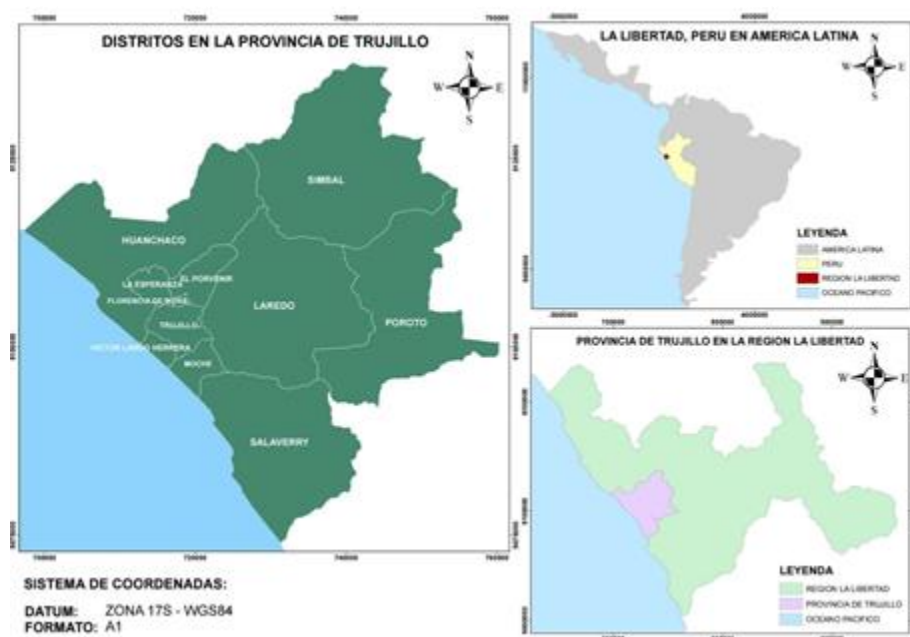 DISTRITOS EN LA PROVINCIA DE TRUJILLO
N
W E
S
SIMBAL
HUANCHACO
EL PORVENIR
LA ESPERANZA
FLORENCIA DE MORA
LAREDO
POROTO
TRUJILLO
VICTOR LARCO HERRERA
MOCHE
SALAVERRY
SISTEMA DE COORDENADAS:
DATUM: ZONA 17S - WGS84
FORMATO: A1
LA LIBERTAD, PERU EN AMERICA LATINA
N
W E
S
LEYENDA
AMERICA LATINA
PERU
REGION LA LIBERTAD
OCEANO PACIFICO
PROVINCIA DE TRUJILLO EN LA REGION LA LIBERTAD
N
W E
S
LEYENDA
REGION LA LIBERTAD
PROVINCIA DE TRUJILLO
OCEANO PACIFICO